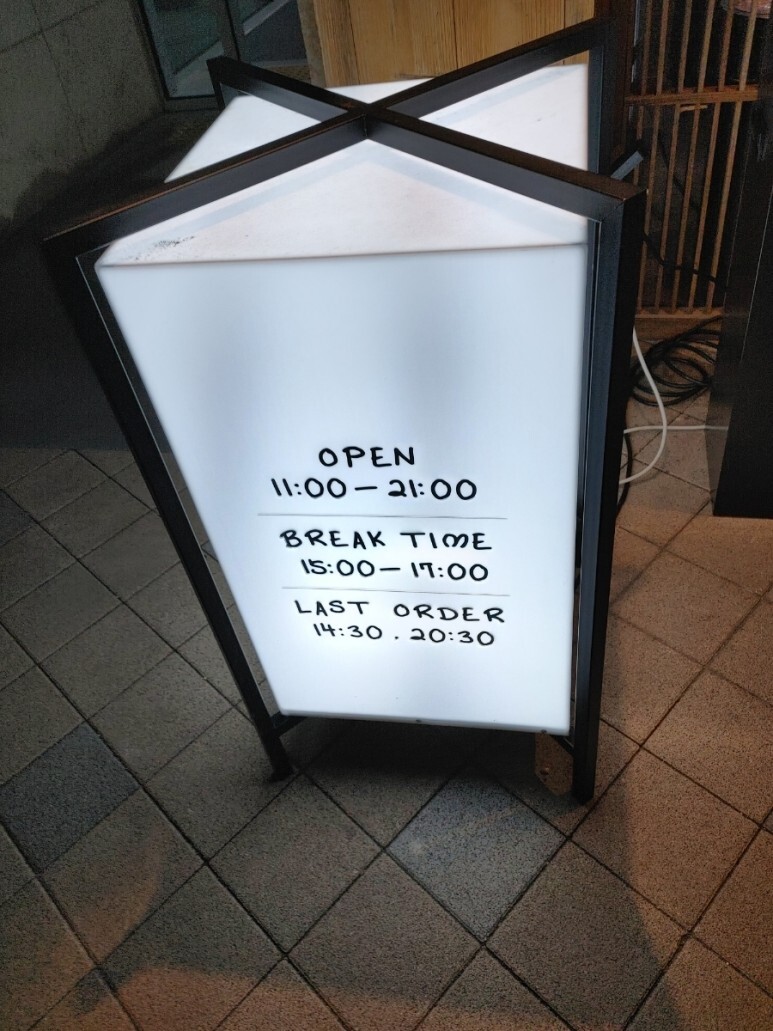 OPEN
11:00 — 21:00
BREAK TIME
15:00 — 17:00
LAST ORDER
14:30 . 20:30